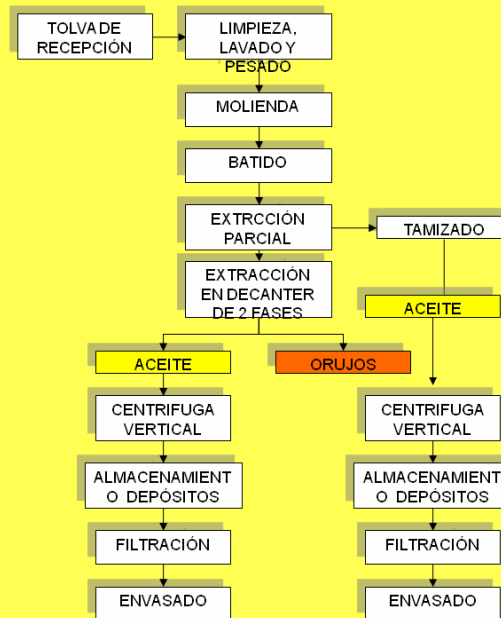 TOLVA DE
RECEPCIÓN
LIMPIEZA,
LAVADO Y
PESADO
MOLIENDA
BATIDO
EXTRCCIÓN
PARCIAL
TAMIZADO
EXTRACCIÓN
EN DECANTER
DE 2 FASES
ACEITE
ACEITE
ORUJOS
CENTRIFUGA
VERTICAL
CENTRIFUGA
VERTICAL
ALMACENAMIENT
O DEPÓSITOS
ALMACENAMIENT
O DEPÓSITOS
FILTRACIÓN
FILTRACIÓN
ENVASADO
ENVASADO